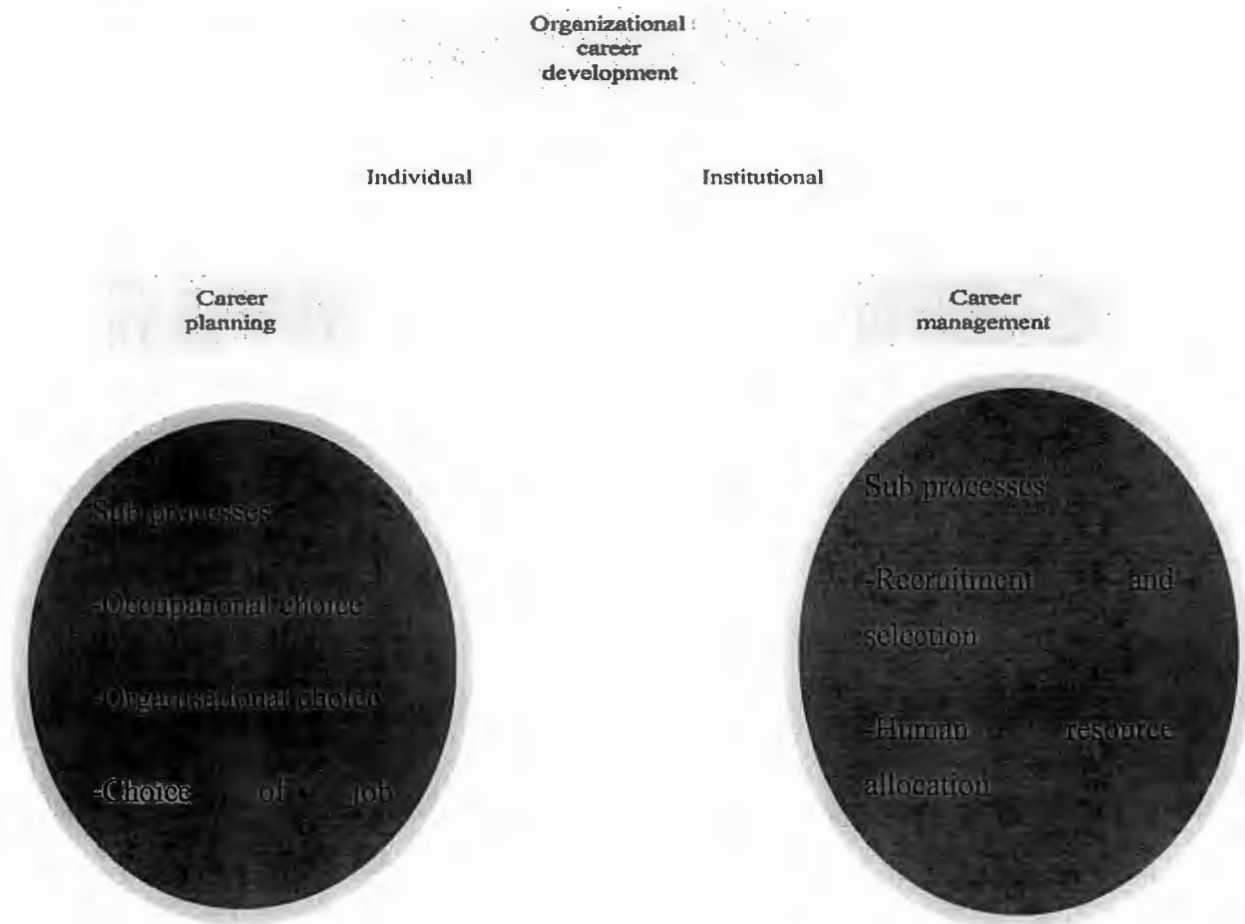 Organizational
career
development
Individual
Institutional
Career
planning
Career
management
Sub processes
-Occupational choice
-Organisational choice
-Choice of job
Sub processes
-Recruitment and
selection
-Human resource
allocation